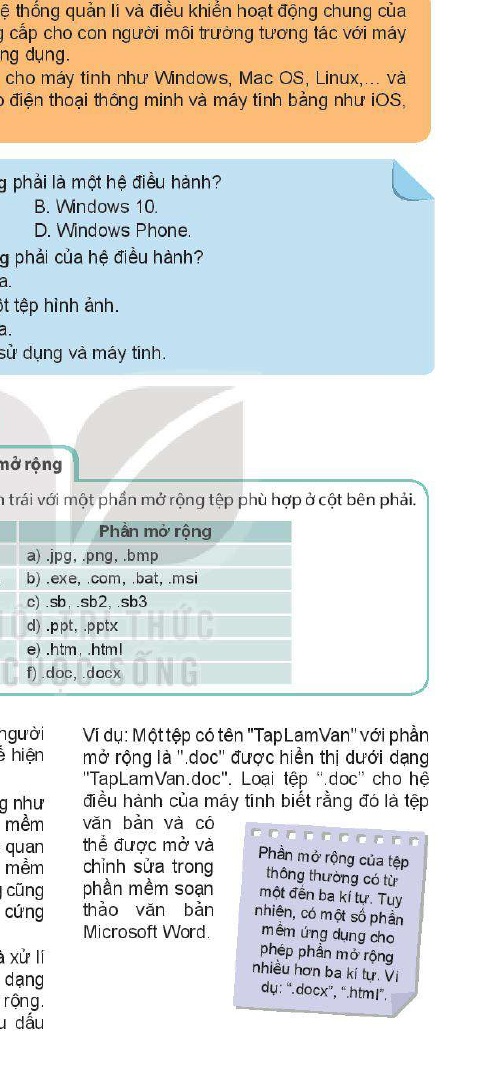 ệ thống quản lí và điều khiển hoạt động chung của
g cấp cho con người môi trường tương tác với máy
ng dụng.
cho máy tính như Windows, Mac OS, Linux,... và
o điện thoại thông minh và máy tính bảng như iOS,
g phải là một hệ điều hành?
B. Windows 10.
D. Windows Phone.
g phải của hệ điều hành?
a.
ột tệp hình ảnh.
a.
sử dụng và máy tính.
mở rộng
n trái với một phần mở rộng tệp phù hợp ở cột bên phải.
Phần mở rộng
a) .jpg, .png, .bmp
b) .exe, .com, .bat, .msi
c) .sb, .sb2, .sb3
d) .ppt, .pptx
e) .htm, .html
f) .doc, .docx
NỐI TRI THỨC
CUỘC SỐNG
người
ể hiện
g như
mềm
quan
mềm
g cũng
cứng
à xử lí
dạng
rộng.
u dấu
Ví dụ: Một tệp có tên "TapLamVan" với phần
mở rộng là ".doc" được hiển thị dưới dạng
"TapLamVan.doc". Loại tệp “.doc” cho hệ
điều hành của máy tính biết rằng đó là tệp
văn bản và có
thể được mở và
chỉnh sửa trong
phần mềm soạn
thảo văn bản
Microsoft Word.
Phần mở rộng của tệp
thông thường có từ
một đến ba kí tự. Tuy
nhiên, có một số phần
mềm ứng dụng cho
phép phần mở rộng
nhiều hơn ba kí tự. Ví
dụ: “.docx”, “.html”.